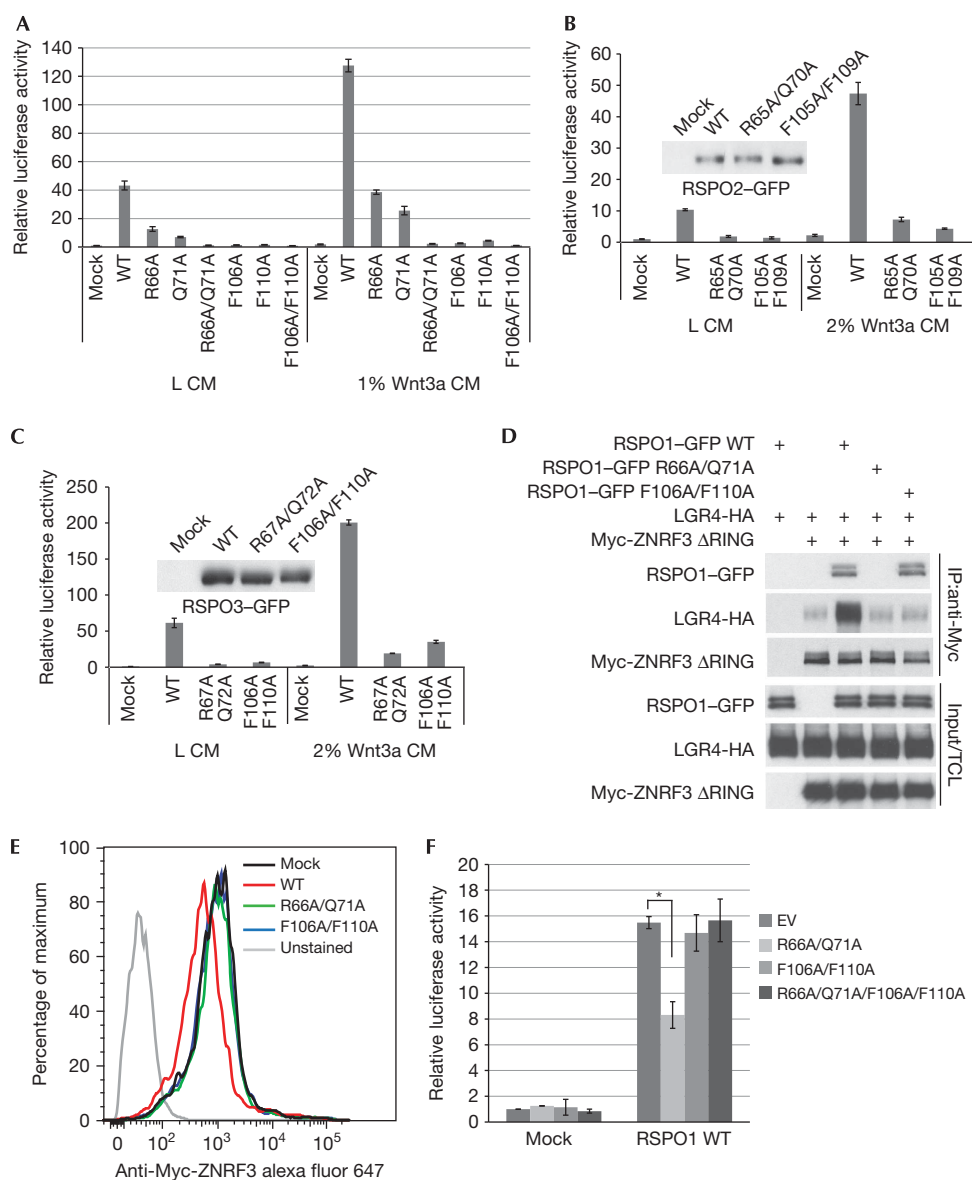 A
Relative luciferase activity
140
120
100
80
60
40
20
0
Mock
WT
R66A
Q71A
R66A/Q71A
F106A
F110A
F106A/F110A
Mock
WT
R66A
Q71A
R66A/Q71A
F106A
F110A
F106A/F110A
L CM
1% Wnt3a CM
B
Relative luciferase activity
60
50
40
30
20
10
0
Mock
WT
R65A/Q70A
F105A/F109A
RSPO2–GFP
Mock
WT
R65A
Q70A
F105A
F109A
Mock
WT
R65A
Q70A
F105A
F109A
L CM
2% Wnt3a CM
C
Relative luciferase activity
250
200
150
100
50
0
Mock
WT
R67A/Q72A
F106A/F110A
RSPO3–GFP
Mock
WT
R67A
Q72A
F106A
F110A
Mock
WT
R67A
Q72A
F106A
F110A
L CM
2% Wnt3a CM
D
RSPO1–GFP WT + +
RSPO1–GFP R66A/Q71A +
RSPO1–GFP F106A/F110A +
LGR4-HA + + + + +
Myc-ZNRF3 ΔRING + + + +
RSPO1–GFP
LGR4-HA
Myc-ZNRF3 ΔRING
IP:anti-Myc
RSPO1–GFP
LGR4-HA
Myc-ZNRF3 ΔRING
Input/TCL
E
Percentage of maximum
100
80
60
40
20
0
0 10² 10³ 10⁴ 10⁵
Anti-Myc-ZNRF3 alexa fluor 647
Mock
WT
R66A/Q71A
F106A/F110A
Unstained
F
Relative luciferase activity
20
18
16
14
12
10
8
6
4
2
0
*
Mock
RSPO1 WT
EV
R66A/Q71A
F106A/F110A
R66A/Q71A/F106A/F110A